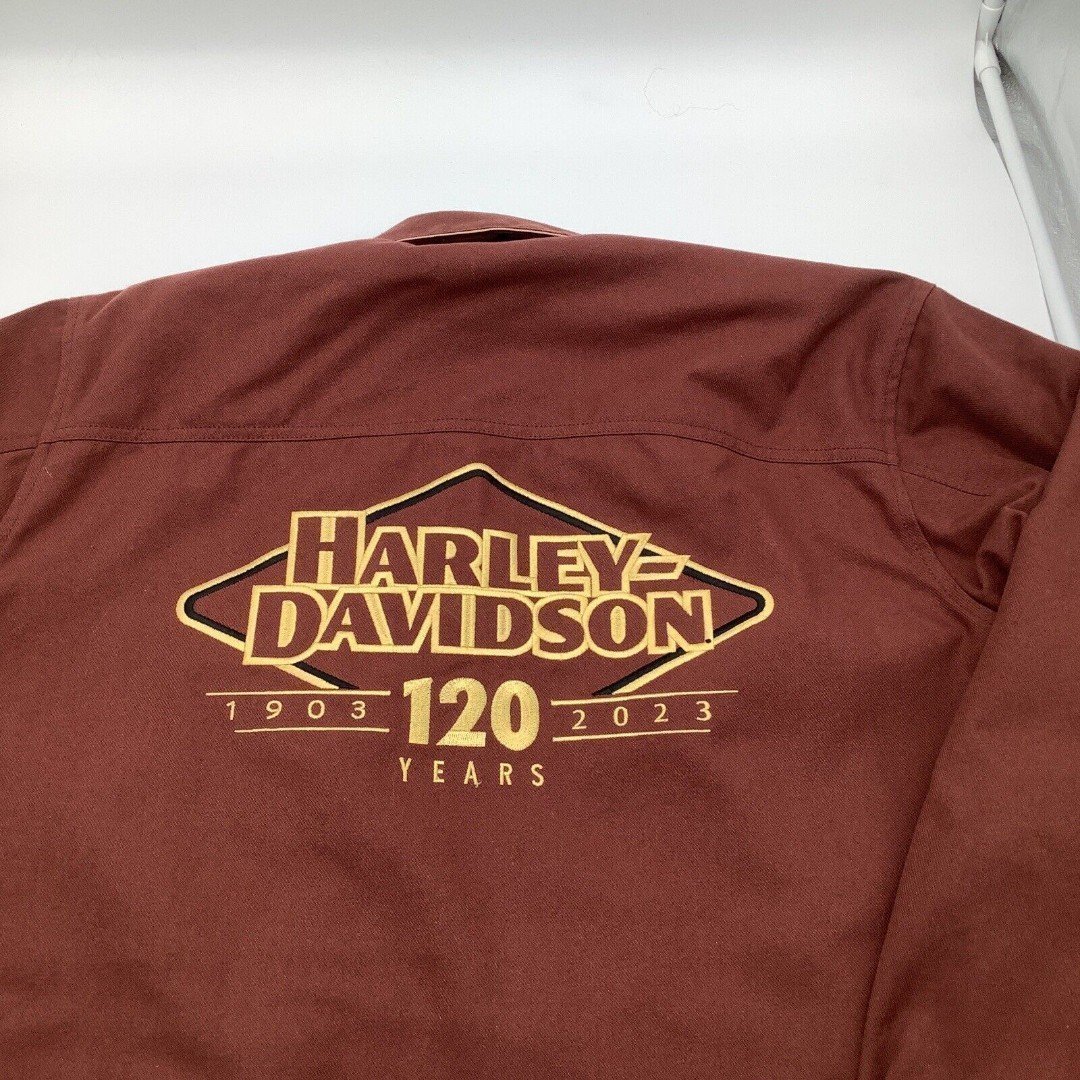 HARLEY-
DAVIDSON
1903 120 2023
YEARS